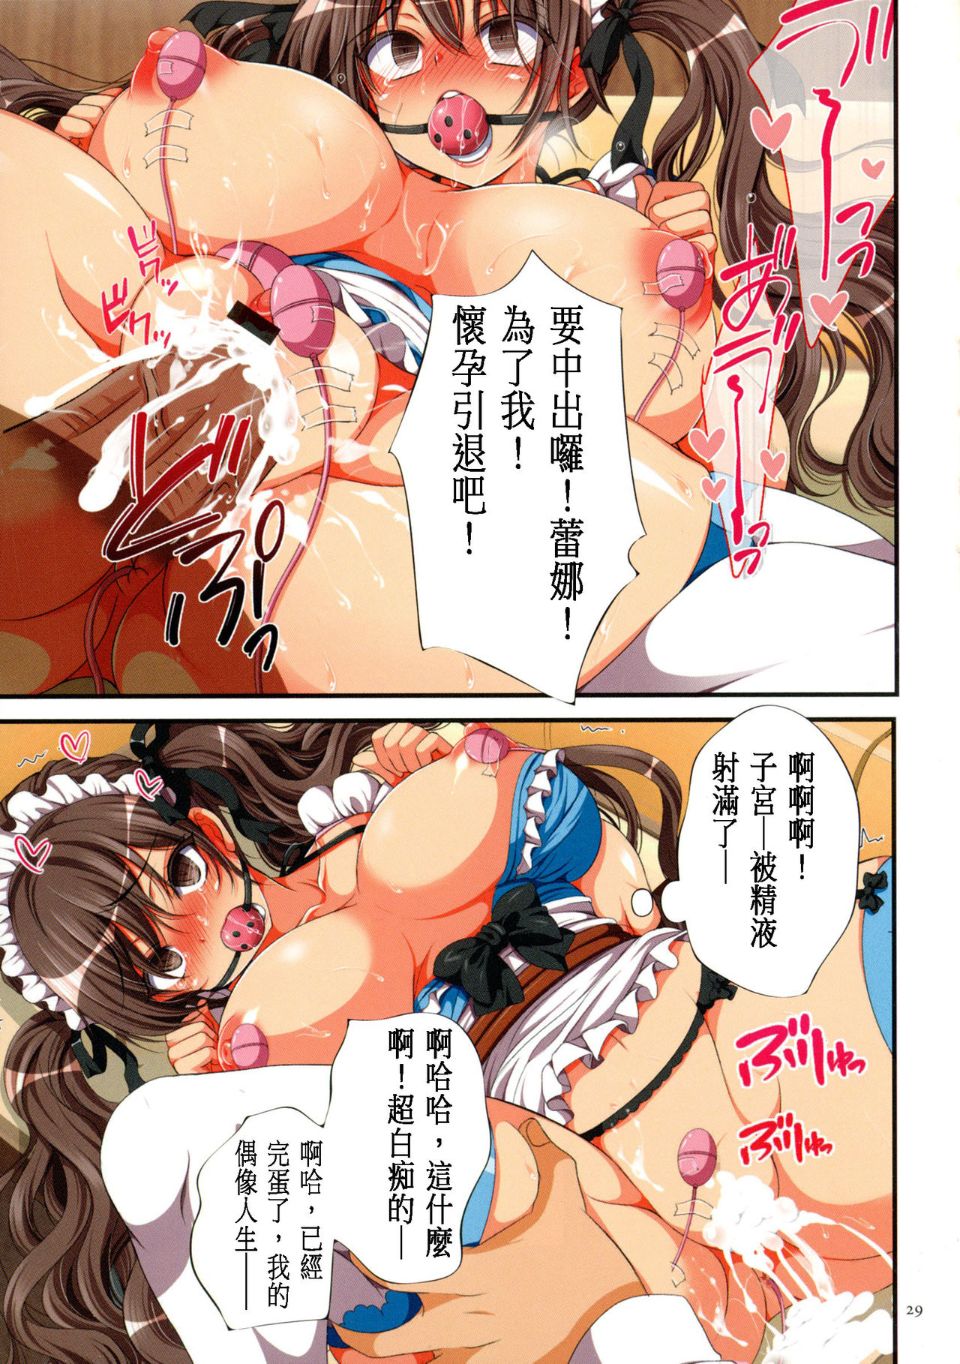 要中出囉！蕾娜！
為了我！
懷孕引退吧！
ビクッ
ビクッ
どぷっ
啊啊啊！
子宮—被精液
射滿了—
ぶりゅっ
ぶりゅっ
啊哈哈，這什麼
啊！超白痴的—
啊哈，已經
完蛋了，我的
偶像人生——
29